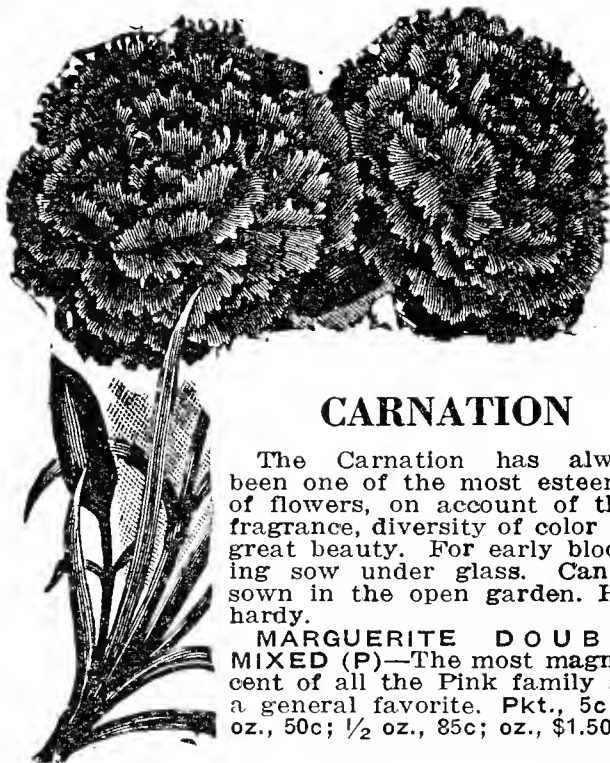 CARNATION
The Carnation has alw
been one of the most esteer
of flowers, on account of th
fragrance, diversity of color
great beauty. For early bloo
ing sow under glass. Can
sown in the open garden. H
hardy.
MARGUERITE DOUB
MIXED (P)—The most magn
cent of all the Pink family
a general favorite. Pkt., 5c
oz., 50c; ½ oz., 85c; oz., $1.50